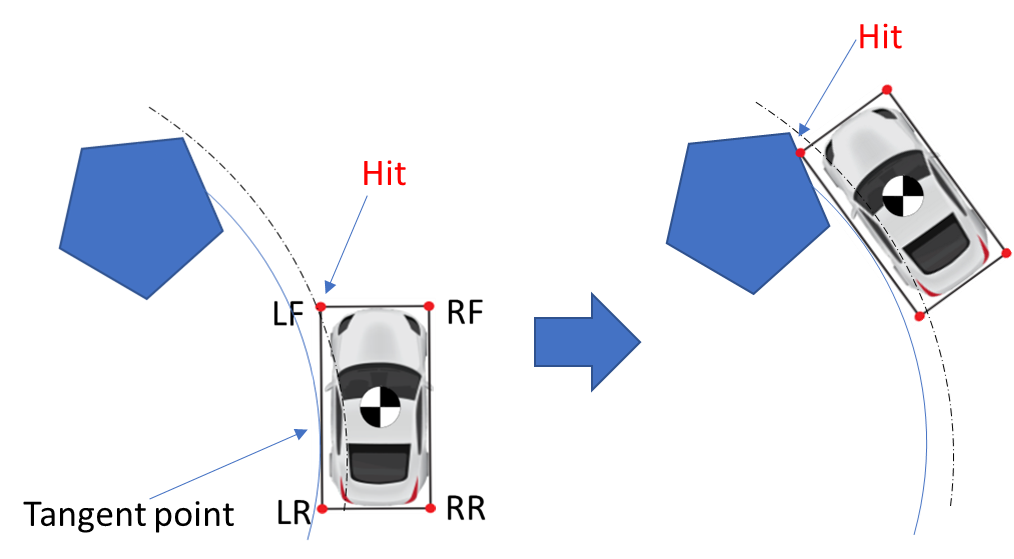 Hit
Hit
LF
RF
Tangent point
LR
RR